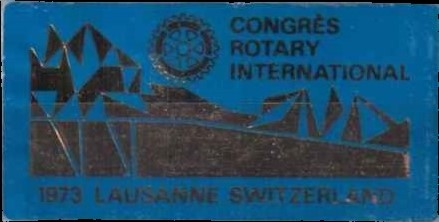 CONGRÈS
ROTARY
INTERNATIONAL
1973 LAUSANNE SWITZERLAND